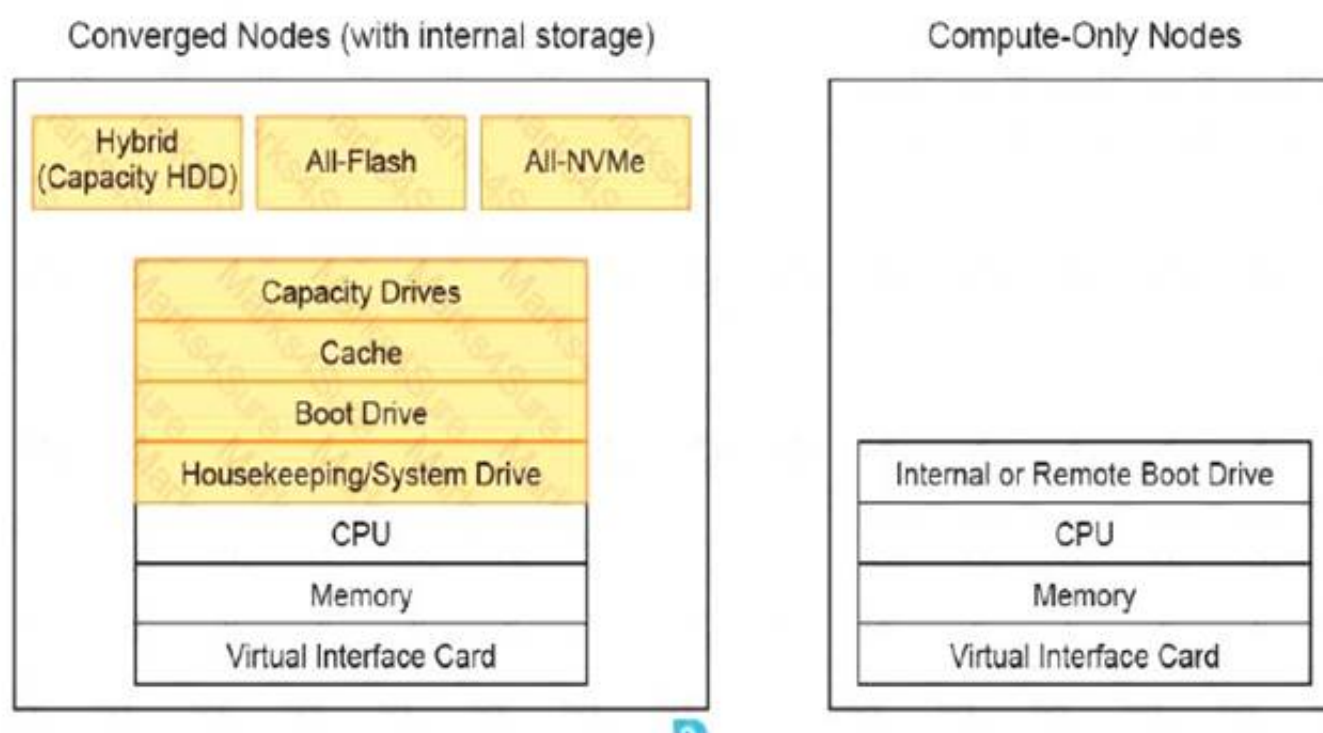 Converged Nodes (with internal storage)
Compute-Only Nodes
Hybrid
(Capacity HDD)
All-Flash
All-NVMe
Capacity Drives
Cache
Boot Drive
Housekeeping/System Drive
CPU
Memory
Virtual Interface Card
Internal or Remote Boot Drive
CPU
Memory
Virtual Interface Card
Marks4Sure